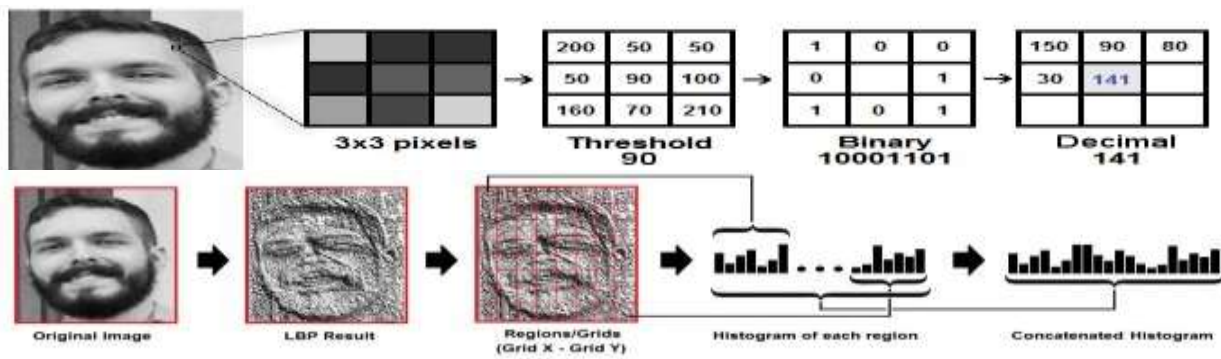 200 50 50
50 90 100
160 70 210
1 0 0
0 1
1 0 1
150 90 80
30 141
3x3 pixels
Threshold
90
Binary
10001101
Decimal
141
Original Image
LBP Result
Regions/Grids
(Grid X - Grid Y)
Histogram of each region
Concatenated Histogram